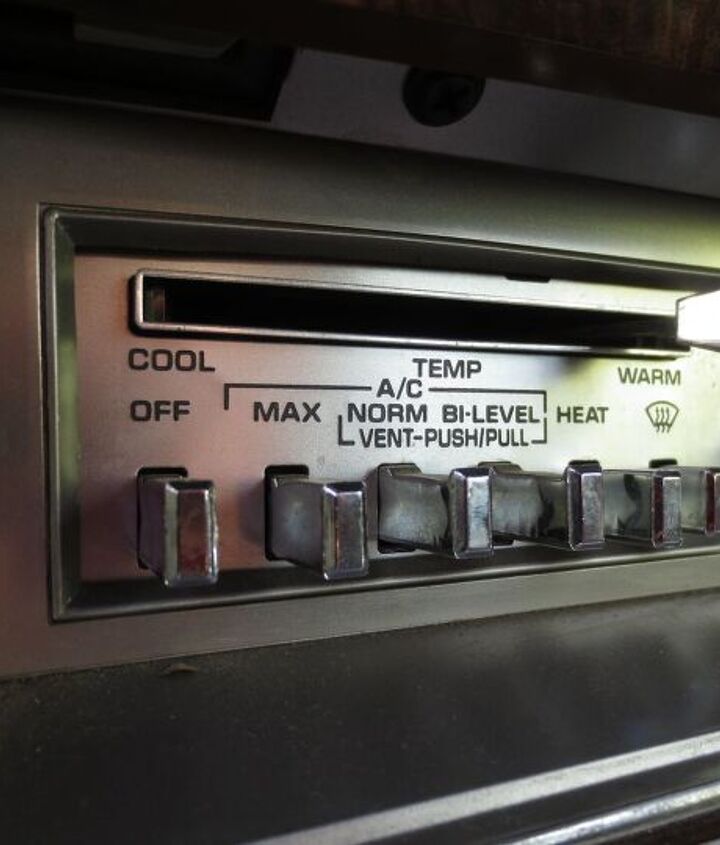 COOL TEMP WARM
A/C
OFF MAX NORM BI-LEVEL HEAT
VENT-PUSH/PULL